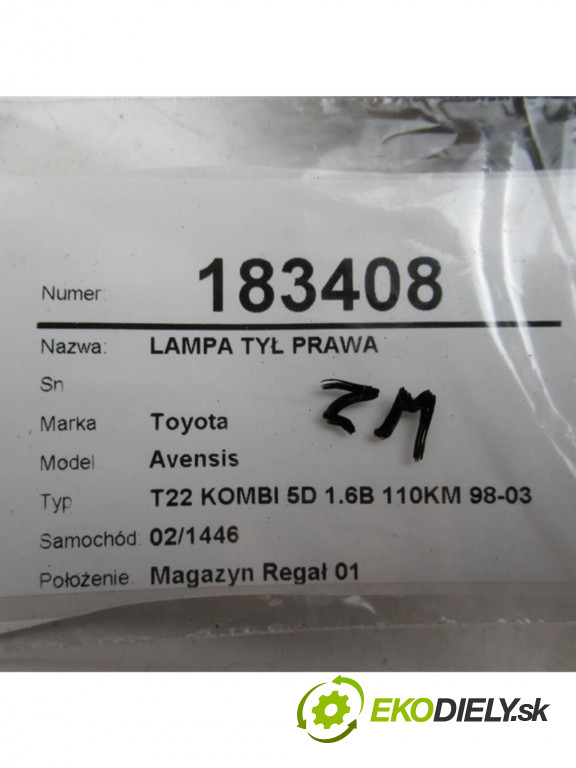 Numer: 183408
Nazwa: LAMPA TYŁ PRAWA
Sn
ZM
Marka Toyota
Model Avensis
Typ T22 KOMBI 5D 1.6B 110KM 98-03
Samochód: 02/1446
Położenie: Magazyn Regał 01
EKODIELY.sk